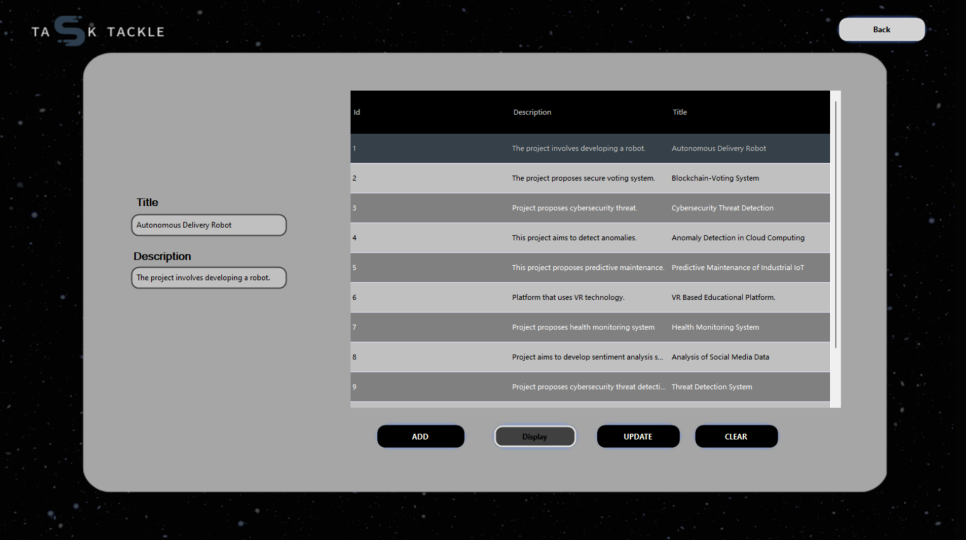 TASK TACKLE
Back
Title
Autonomous Delivery Robot
Description
The project involves developing a robot.
Id Description Title
1 The project involves developing a robot. Autonomous Delivery Robot
2 The project proposes secure voting system. Blockchain-Voting System
3 Project proposes cybersecurity threat. Cybersecurity Threat Detection
4 This project aims to detect anomalies. Anomaly Detection in Cloud Computing
5 This project proposes predictive maintenance. Predictive Maintenance of Industrial IoT
6 Platform that uses VR technology. VR Based Educational Platform.
7 Project proposes health monitoring system Health Monitoring System
8 Project aims to develop sentiment analysis s... Analysis of Social Media Data
9 Project proposes cybersecurity threat detecti... Threat Detection System
ADD Display UPDATE CLEAR